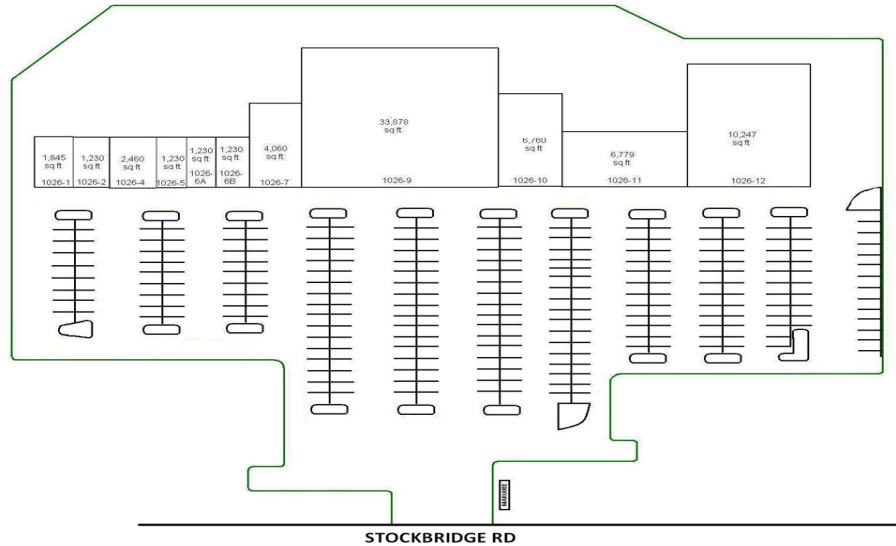 1,845
sq ft
1026-1
1,230
sq ft
1026-2
2,460
sq ft
1026-4
1,230
sq ft
1026-5
1,230
sq ft
1026-
6A
1,230
sq ft
1026-
6B
4,060
sq ft
1026-7
33,878
sq ft
1026-9
6,760
sq ft
1026-10
6,779
sq ft
1026-11
10,247
sq ft
1026-12
MARQUEE
STOCKBRIDGE RD